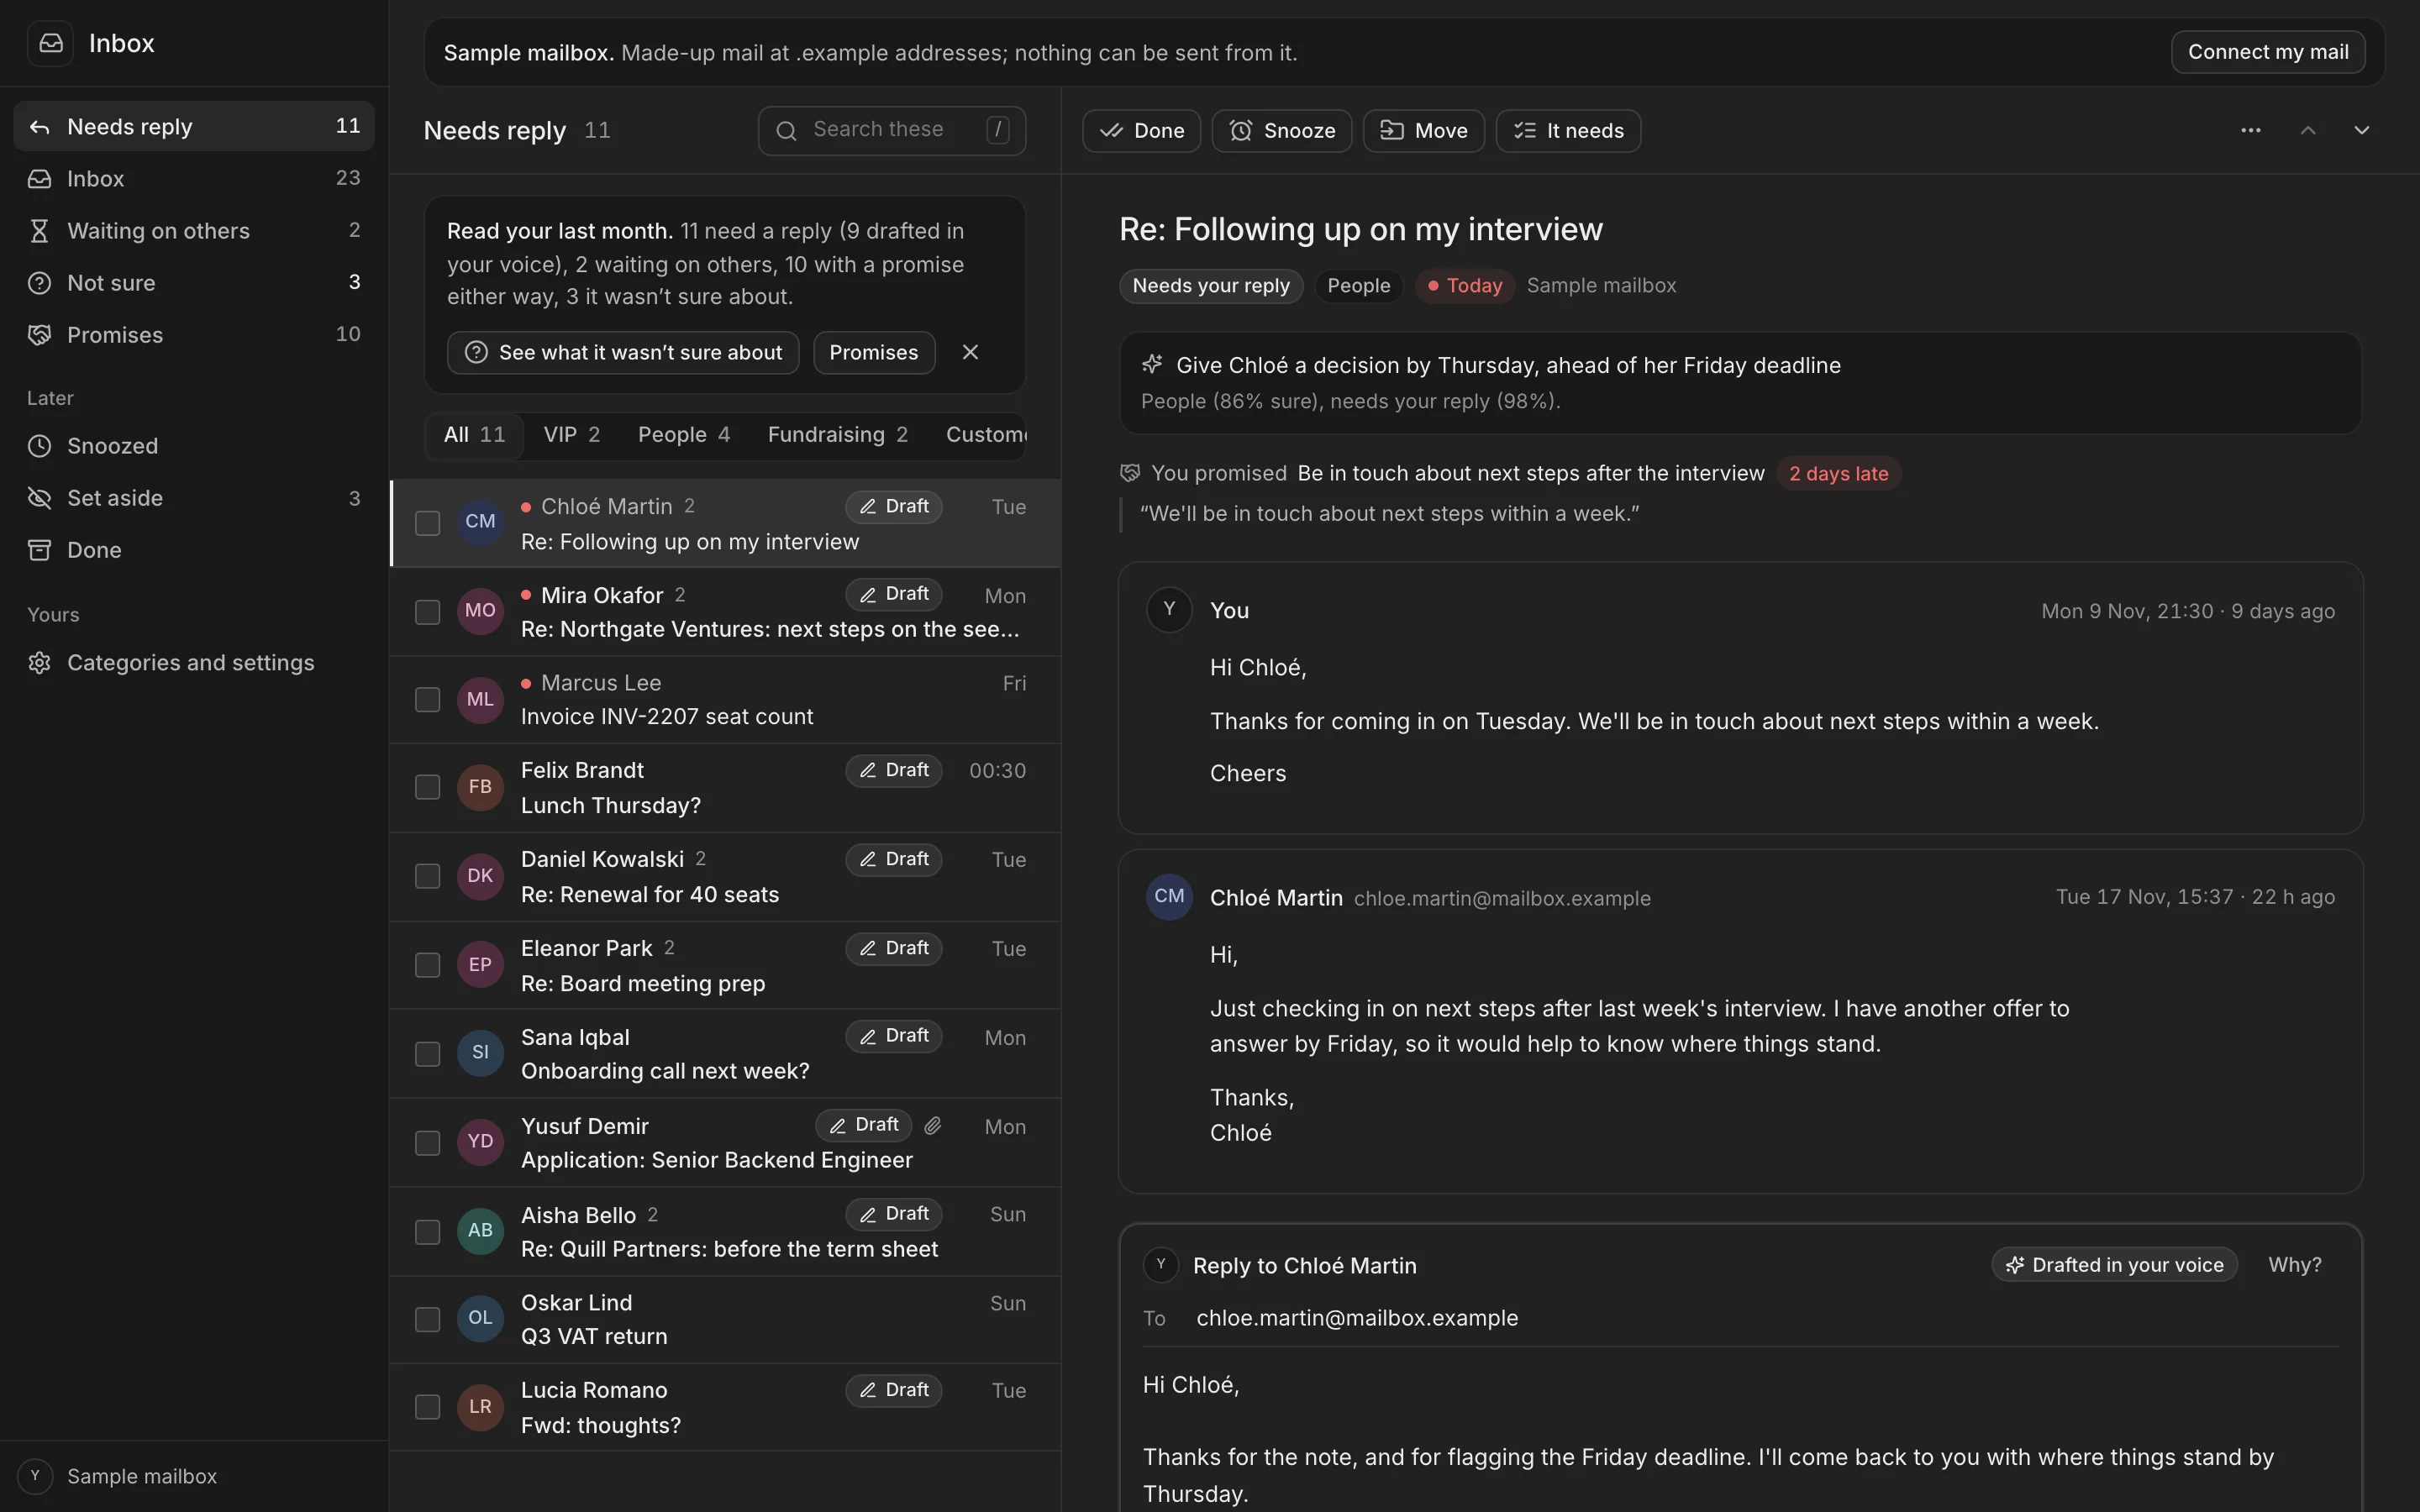 Inbox
Needs reply 11
Inbox 23
Waiting on others 2
Not sure 3
Promises 10
Later
Snoozed
Set aside 3
Done
Yours
Categories and settings
Y Sample mailbox
Sample mailbox. Made-up mail at .example addresses; nothing can be sent from it.
Connect my mail
Needs reply 11
Search these /
Read your last month. 11 need a reply (9 drafted in
your voice), 2 waiting on others, 10 with a promise
either way, 3 it wasn’t sure about.
See what it wasn’t sure about Promises
All 11 VIP 2 People 4 Fundraising 2 Custome
CM Chloé Martin 2 Draft Tue
Re: Following up on my interview
MO Mira Okafor 2 Draft Mon
Re: Northgate Ventures: next steps on the see...
ML Marcus Lee Fri
Invoice INV-2207 seat count
FB Felix Brandt Draft 00:30
Lunch Thursday?
DK Daniel Kowalski 2 Draft Tue
Re: Renewal for 40 seats
EP Eleanor Park 2 Draft Tue
Re: Board meeting prep
SI Sana Iqbal Draft Mon
Onboarding call next week?
YD Yusuf Demir Draft Mon
Application: Senior Backend Engineer
AB Aisha Bello 2 Draft Sun
Re: Quill Partners: before the term sheet
OL Oskar Lind Sun
Q3 VAT return
LR Lucia Romano Draft Tue
Fwd: thoughts?
Done Snooze Move It needs
Re: Following up on my interview
Needs your reply People Today Sample mailbox
Give Chloé a decision by Thursday, ahead of her Friday deadline
People (86% sure), needs your reply (98%).
You promised Be in touch about next steps after the interview 2 days late
“We'll be in touch about next steps within a week.”
Y You Mon 9 Nov, 21:30 · 9 days ago
Hi Chloé,
Thanks for coming in on Tuesday. We'll be in touch about next steps within a week.
Cheers
CM Chloé Martin chloe.martin@mailbox.example Tue 17 Nov, 15:37 · 22 h ago
Hi,
Just checking in on next steps after last week's interview. I have another offer to
answer by Friday, so it would help to know where things stand.
Thanks,
Chloé
Y Reply to Chloé Martin Drafted in your voice Why?
To chloe.martin@mailbox.example
Hi Chloé,
Thanks for the note, and for flagging the Friday deadline. I'll come back to you with where things stand by
Thursday.